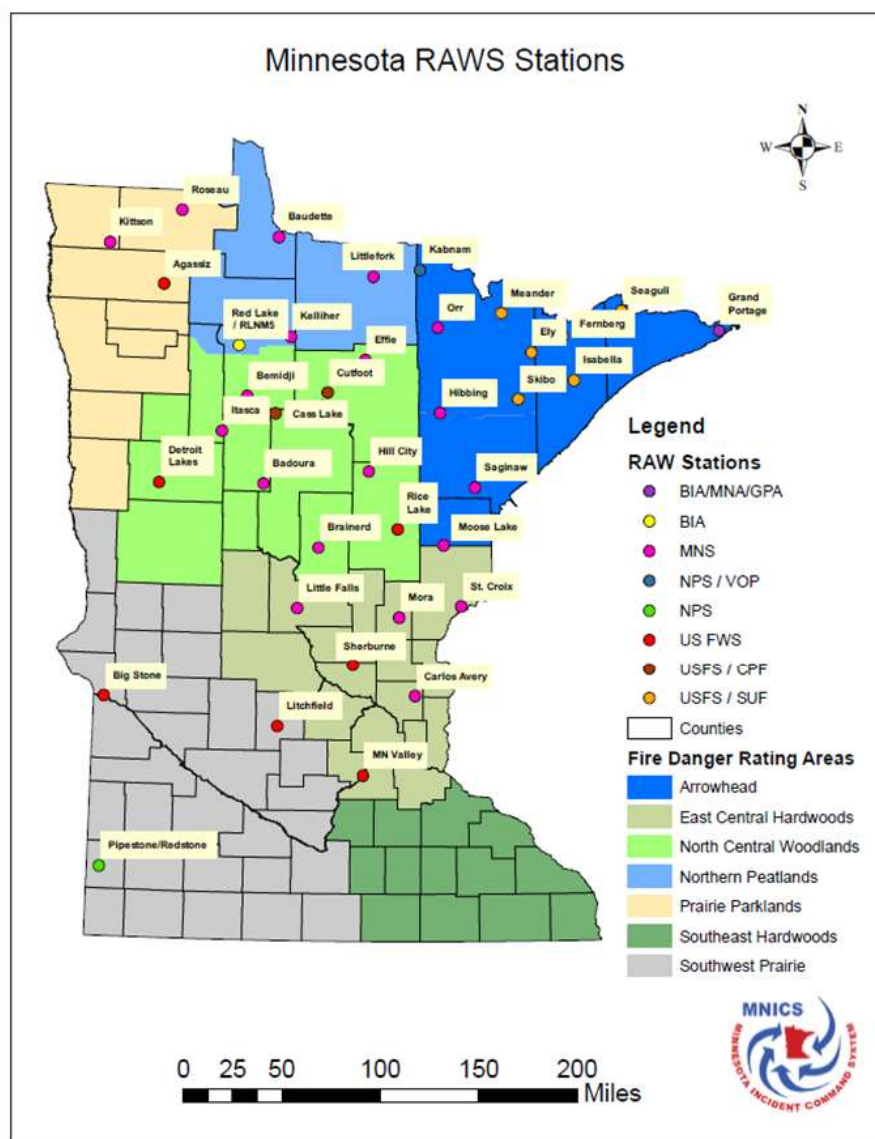 Minnesota RAWS Stations
N
W E
S
Roseau
Kittson
Baudette
Agassiz
Littlefork
Kabnam
Meander
Seagull
Grand
Portage
Red Lake
/ RLNM5
Kelliher
Orr
Ely
Fernberg
Effie
Isabella
Bemidji
Cutfoot
Skibo
Itasca
Cass Lake
Hibbing
Detroit
Lakes
Badoura
Hill City
Saginaw
Rice
Lake
Brainerd
Moose Lake
Little Falls
Mora
St. Croix
Sherburne
Big Stone
Carlos Avery
Litchfield
MN Valley
Pipestone/Redstone
Legend
RAW Stations
BIA/MNA/GPA
BIA
MNS
NPS / VOP
NPS
US FWS
USFS / CPF
USFS / SUF
Counties
Fire Danger Rating Areas
Arrowhead
East Central Hardwoods
North Central Woodlands
Northern Peatlands
Prairie Parklands
Southeast Hardwoods
Southwest Prairie
MNICS
MINNESOTA INCIDENT COMMAND SYSTEM
0 25 50 100 150 200
Miles